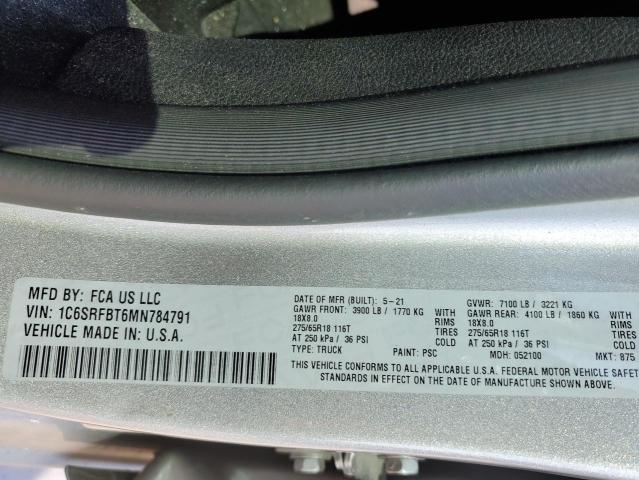 MFD BY: FCA US LLC
VIN: 1C6SRFBT6MN784791
VEHICLE MADE IN: U.S.A.
DATE OF MFR (BUILT): 5-21 GVWR: 7100 LB / 3221 KG
GAWR FRONT: 3900 LB / 1770 KG WITH GAWR REAR: 4100 LB / 1860 KG WITH
18X8.0 RIMS 18X8.0 RIMS
275/65R18 116T TIRES 275/65R18 116T TIRES
AT 250 kPa / 36 PSI COLD AT 250 kPa / 36 PSI COLD
TYPE: TRUCK PAINT: PSC MDH: 052100 MKT: 875
THIS VEHICLE CONFORMS TO ALL APPLICABLE U.S.A. FEDERAL MOTOR VEHICLE SAFET
STANDARDS IN EFFECT ON THE DATE OF MANUFACTURE SHOWN ABOVE.